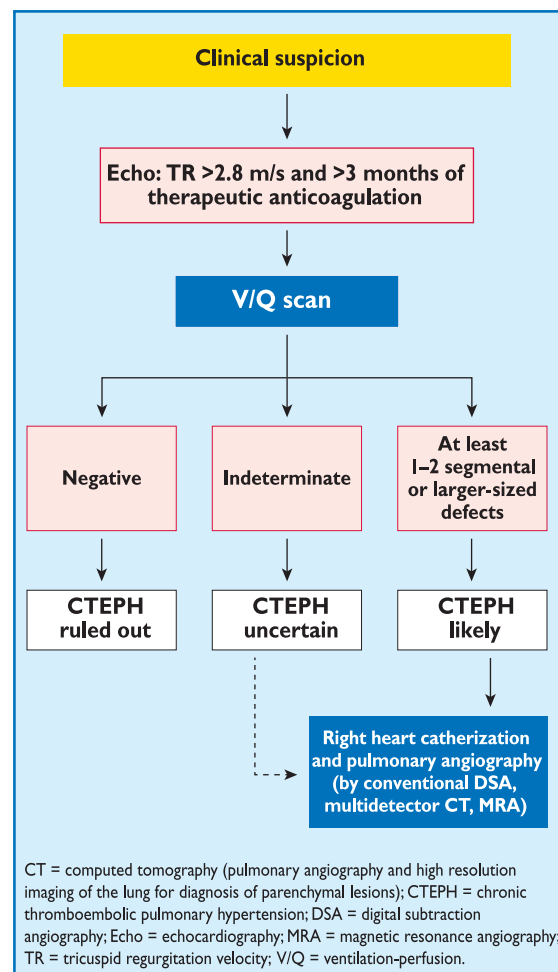 Clinical suspicion
Echo: TR >2.8 m/s and >3 months of
therapeutic anticoagulation
V/Q scan
Negative
Indeterminate
At least
1–2 segmental
or larger-sized
defects
CTEPH
ruled out
CTEPH
uncertain
CTEPH
likely
Right heart catherization
and pulmonary angiography
(by conventional DSA,
multidetector CT, MRA)
CT = computed tomography (pulmonary angiography and high resolution
imaging of the lung for diagnosis of parenchymal lesions); CTEPH = chronic
thromboembolic pulmonary hypertension; DSA = digital subtraction
angiography; Echo = echocardiography; MRA = magnetic resonance angiography;
TR = tricuspid regurgitation velocity; V/Q = ventilation-perfusion.